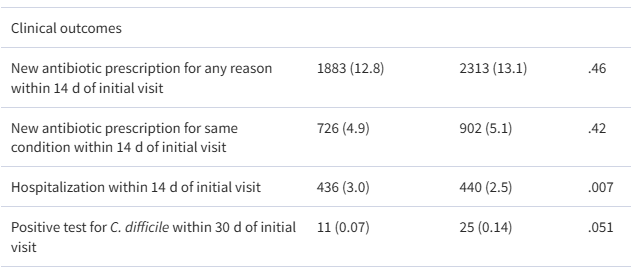 Clinical outcomes
New antibiotic prescription for any reason 1883 (12.8) 2313 (13.1) .46
within 14 d of initial visit
New antibiotic prescription for same 726 (4.9) 902 (5.1) .42
condition within 14 d of initial visit
Hospitalization within 14 d of initial visit 436 (3.0) 440 (2.5) .007
Positive test for C. difficile within 30 d of initial 11 (0.07) 25 (0.14) .051
visit